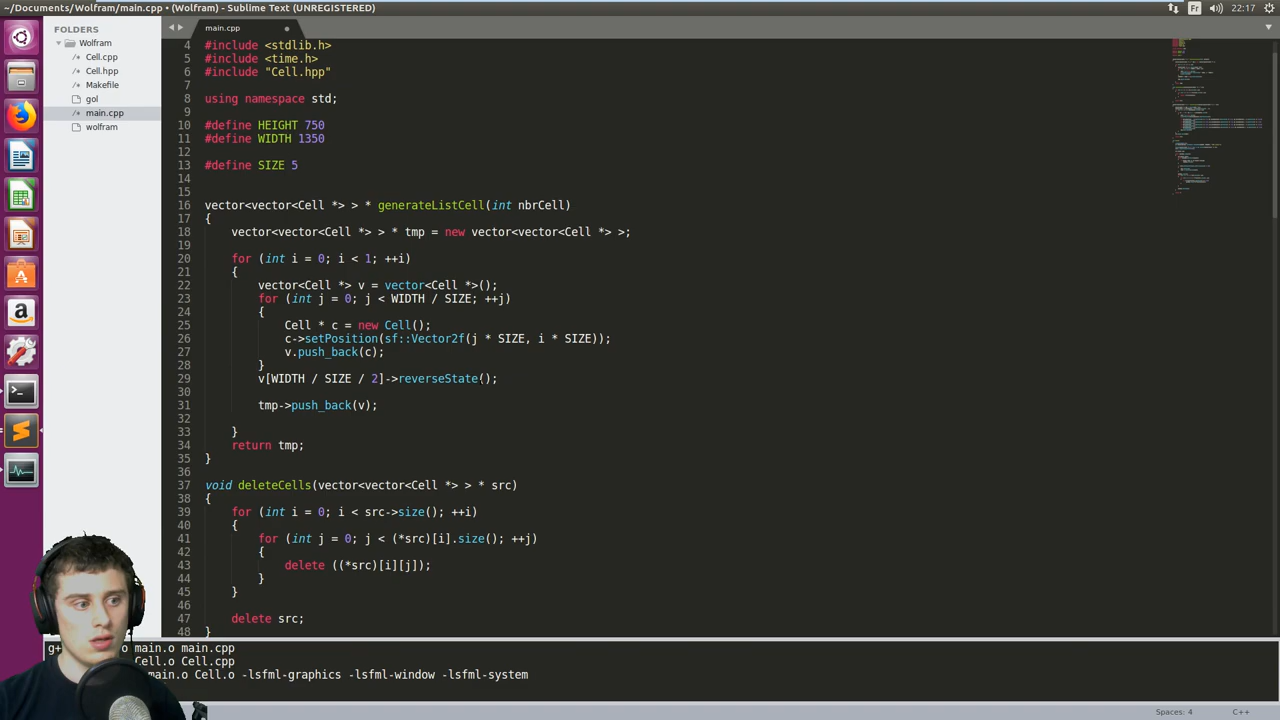 ~/Documents/Wolfram/main.cpp • (Wolfram) - Sublime Text (UNREGISTERED)
Fr
22:17
FOLDERS
Wolfram
/* Cell.cpp
/* Cell.hpp
/* Makefile
gol
/* main.cpp
wolfram
main.cpp
4 #include <stdlib.h>
5 #include <time.h>
6 #include "Cell.hpp"
7
8 using namespace std;
9
10 #define HEIGHT 750
11 #define WIDTH 1350
12
13 #define SIZE 5
14
15
16 vector<vector<Cell *> > * generateListCell(int nbrCell)
17 {
18 vector<vector<Cell *> > * tmp = new vector<vector<Cell *> >;
19
20 for (int i = 0; i < 1; ++i)
21 {
22 vector<Cell *> v = vector<Cell *>();
23 for (int j = 0; j < WIDTH / SIZE; ++j)
24 {
25 Cell * c = new Cell();
26 c->setPosition(sf::Vector2f(j * SIZE, i * SIZE));
27 v.push_back(c);
28 }
29 v[WIDTH / SIZE / 2]->reverseState();
30
31 tmp->push_back(v);
32
33 }
34 return tmp;
35 }
36
37 void deleteCells(vector<vector<Cell *> > * src)
38 {
39 for (int i = 0; i < src->size(); ++i)
40 {
41 for (int j = 0; j < (*src)[i].size(); ++j)
42 {
43 delete ((*src)[i][j]);
44 }
45 }
46
47 delete src;
48 }
g+ o main.o main.cpp
Cell.o Cell.cpp
main.o Cell.o -lsfml-graphics -lsfml-window -lsfml-system
Spaces: 4
C++